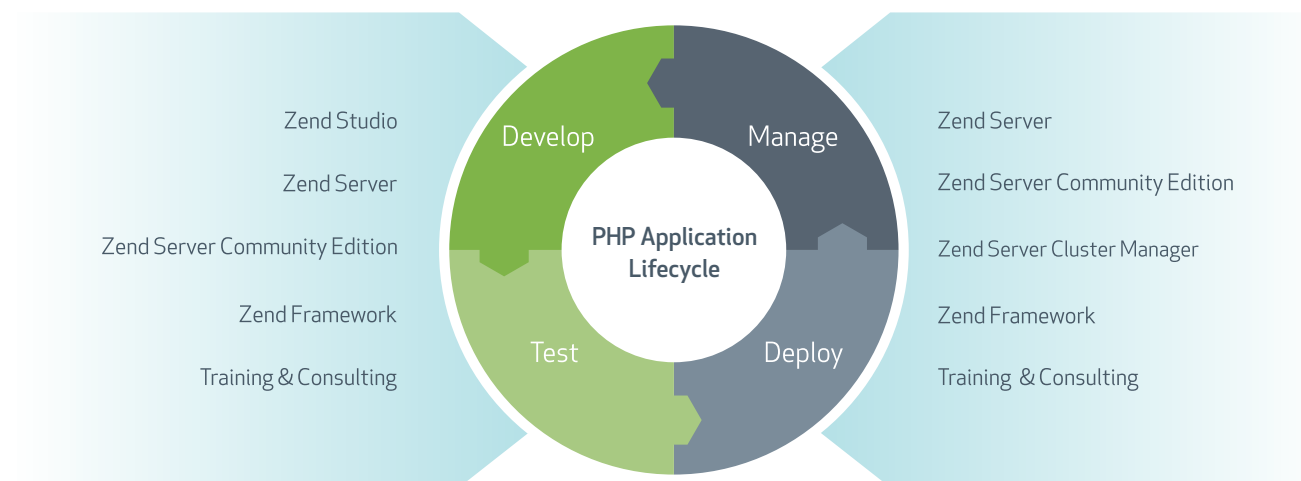 Zend Studio
Zend Server
Zend Server Community Edition
Zend Framework
Training & Consulting
Develop
Manage
PHP Application
Lifecycle
Test
Deploy
Zend Server
Zend Server Community Edition
Zend Server Cluster Manager
Zend Framework
Training & Consulting